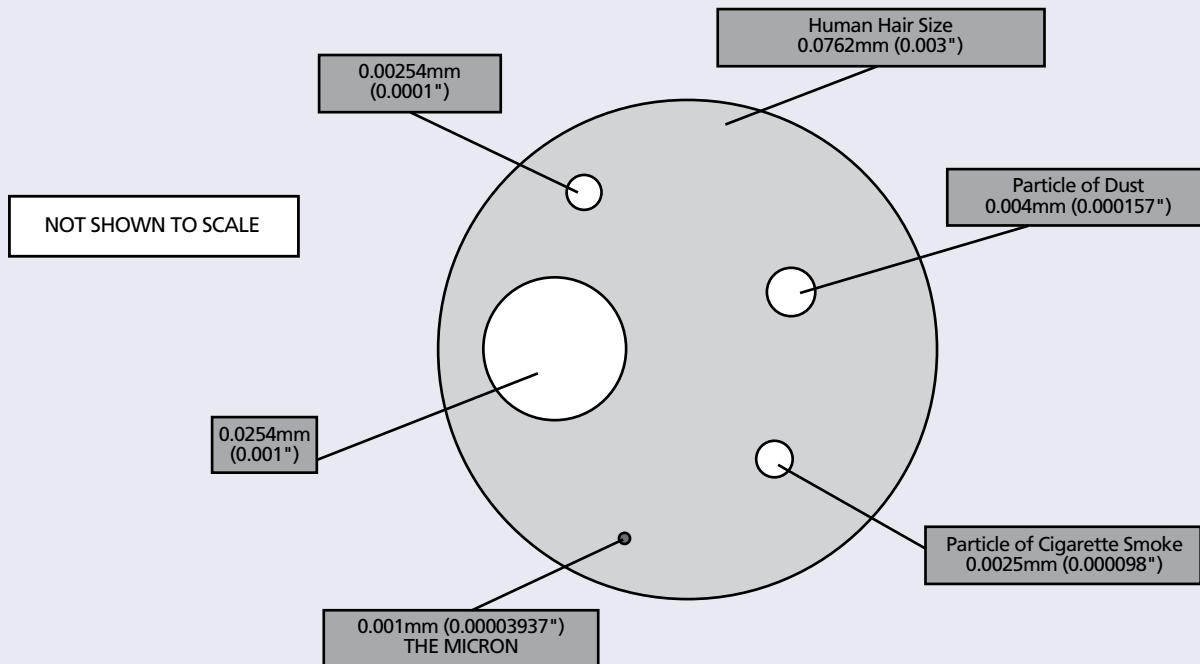 Human Hair Size
0.0762mm (0.003")
0.00254mm
(0.0001")
Particle of Dust
0.004mm (0.000157")
NOT SHOWN TO SCALE
0.0254mm
(0.001")
Particle of Cigarette Smoke
0.0025mm (0.000098")
0.001mm (0.00003937")
THE MICRON